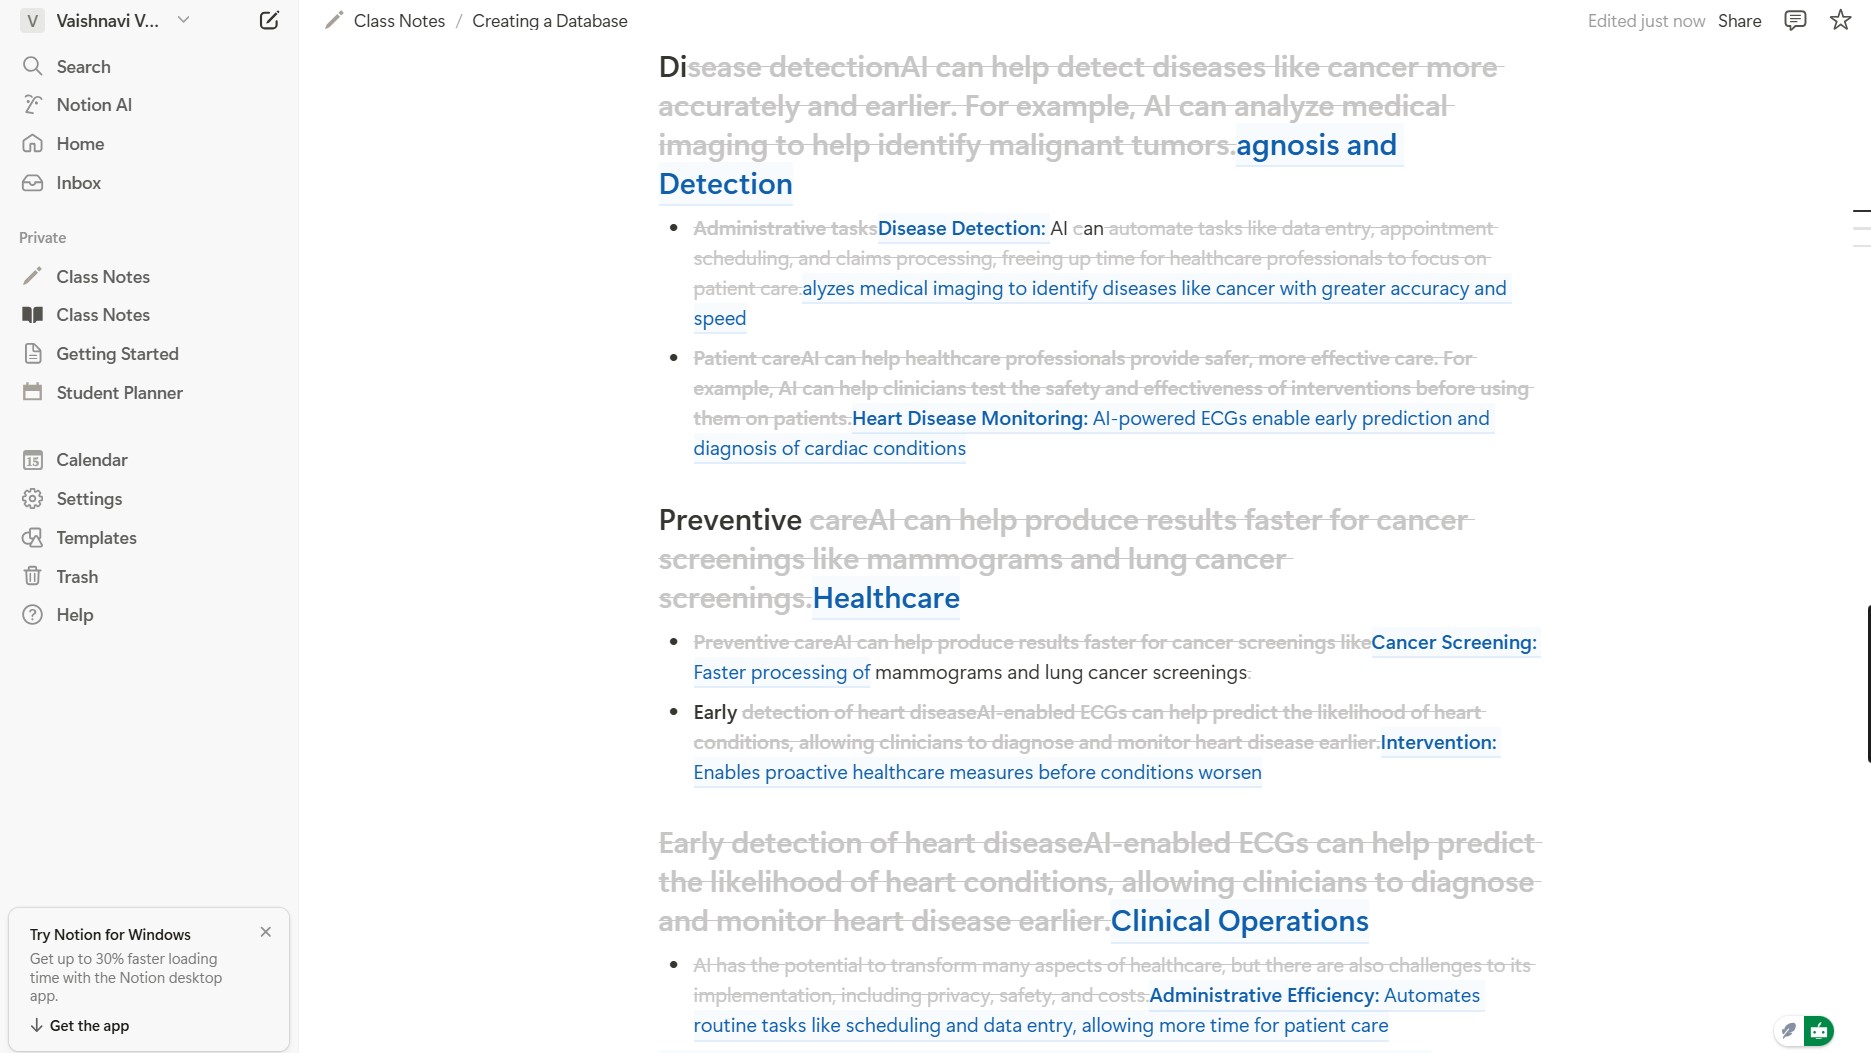 V Vaishnavi V...
Search
Notion AI
Home
Inbox
Private
Class Notes
Class Notes
Getting Started
Student Planner
Calendar
15
Settings
Templates
Trash
Help
Try Notion for Windows
Get up to 30% faster loading
time with the Notion desktop
app.
Get the app
Class Notes / Creating a Database
Edited just now Share
Disease detectionAI can help detect diseases like cancer more
accurately and earlier. For example, AI can analyze medical
imaging to help identify malignant tumors.agnosis and
Detection
• Administrative tasksDisease Detection: AI can automate tasks like data entry, appointment
scheduling, and claims processing, freeing up time for healthcare professionals to focus on
patient care.alyzes medical imaging to identify diseases like cancer with greater accuracy and
speed
• Patient careAI can help healthcare professionals provide safer, more effective care. For
example, AI can help clinicians test the safety and effectiveness of interventions before using
them on patients.Heart Disease Monitoring: AI-powered ECGs enable early prediction and
diagnosis of cardiac conditions
Preventive careAI can help produce results faster for cancer
screenings like mammograms and lung cancer
screenings.Healthcare
• Preventive careAI can help produce results faster for cancer screenings likeCancer Screening:
Faster processing of mammograms and lung cancer screenings.
• Early detection of heart diseaseAI-enabled ECGs can help predict the likelihood of heart
conditions, allowing clinicians to diagnose and monitor heart disease earlier.Intervention:
Enables proactive healthcare measures before conditions worsen
Early detection of heart diseaseAI-enabled ECGs can help predict
the likelihood of heart conditions, allowing clinicians to diagnose
and monitor heart disease earlier.Clinical Operations
• AI has the potential to transform many aspects of healthcare, but there are also challenges to its
implementation, including privacy, safety, and costs.Administrative Efficiency: Automates
routine tasks like scheduling and data entry, allowing more time for patient care